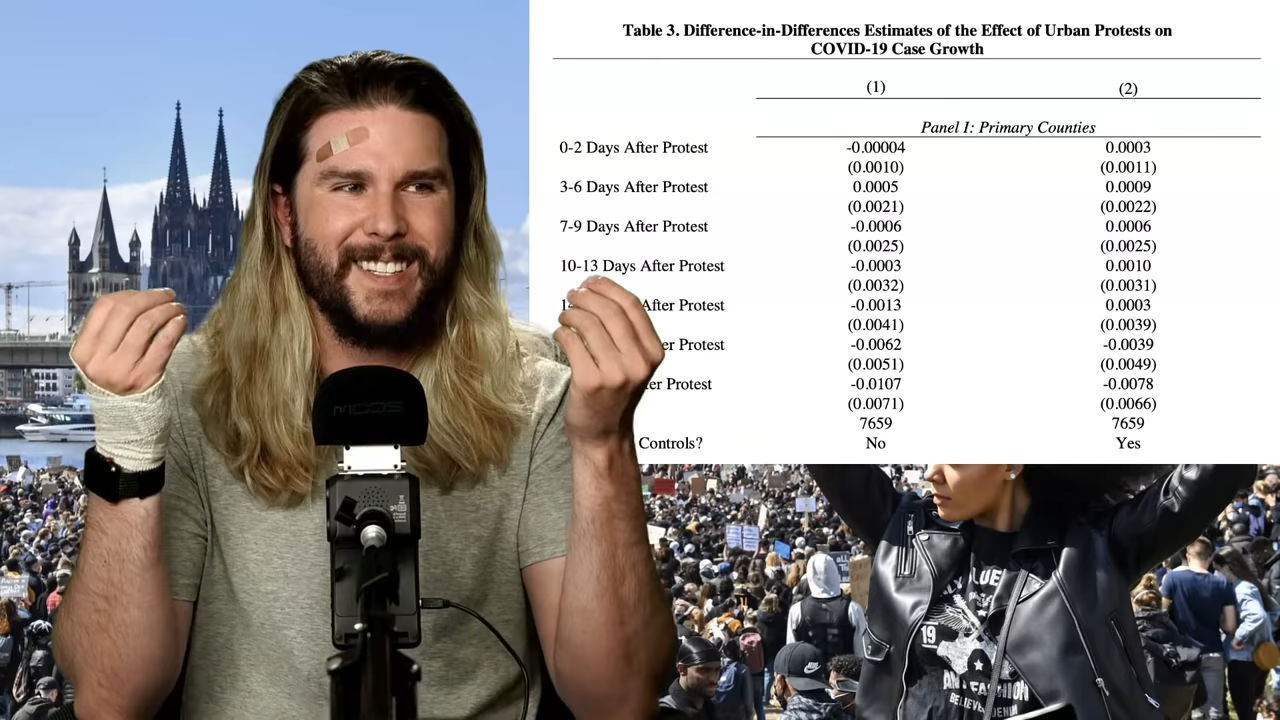 Table 3. Difference-in-Differences Estimates of the Effect of Urban Protests on
COVID-19 Case Growth
(1) (2)
Panel I: Primary Counties
0-2 Days After Protest -0.00004 0.0003
(0.0010) (0.0011)
3-6 Days After Protest 0.0005 0.0009
(0.0021) (0.0022)
7-9 Days After Protest -0.0006 0.0006
(0.0025) (0.0025)
10-13 Days After Protest -0.0003 0.0010
(0.0032) (0.0031)
After Protest -0.0013 0.0003
(0.0041) (0.0039)
Protest -0.0062 -0.0039
(0.0051) (0.0049)
Protest -0.0107 -0.0078
(0.0071) (0.0066)
7659 7659
Controls? No Yes
19